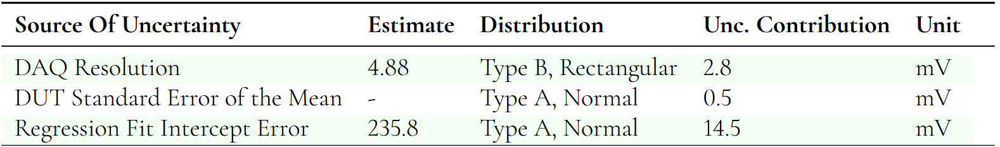 Source Of Uncertainty Estimate Distribution Unc. Contribution Unit
DAQ Resolution 4.88 Type B, Rectangular 2.8 mV
DUT Standard Error of the Mean - Type A, Normal 0.5 mV
Regression Fit Intercept Error 235.8 Type A, Normal 14.5 mV